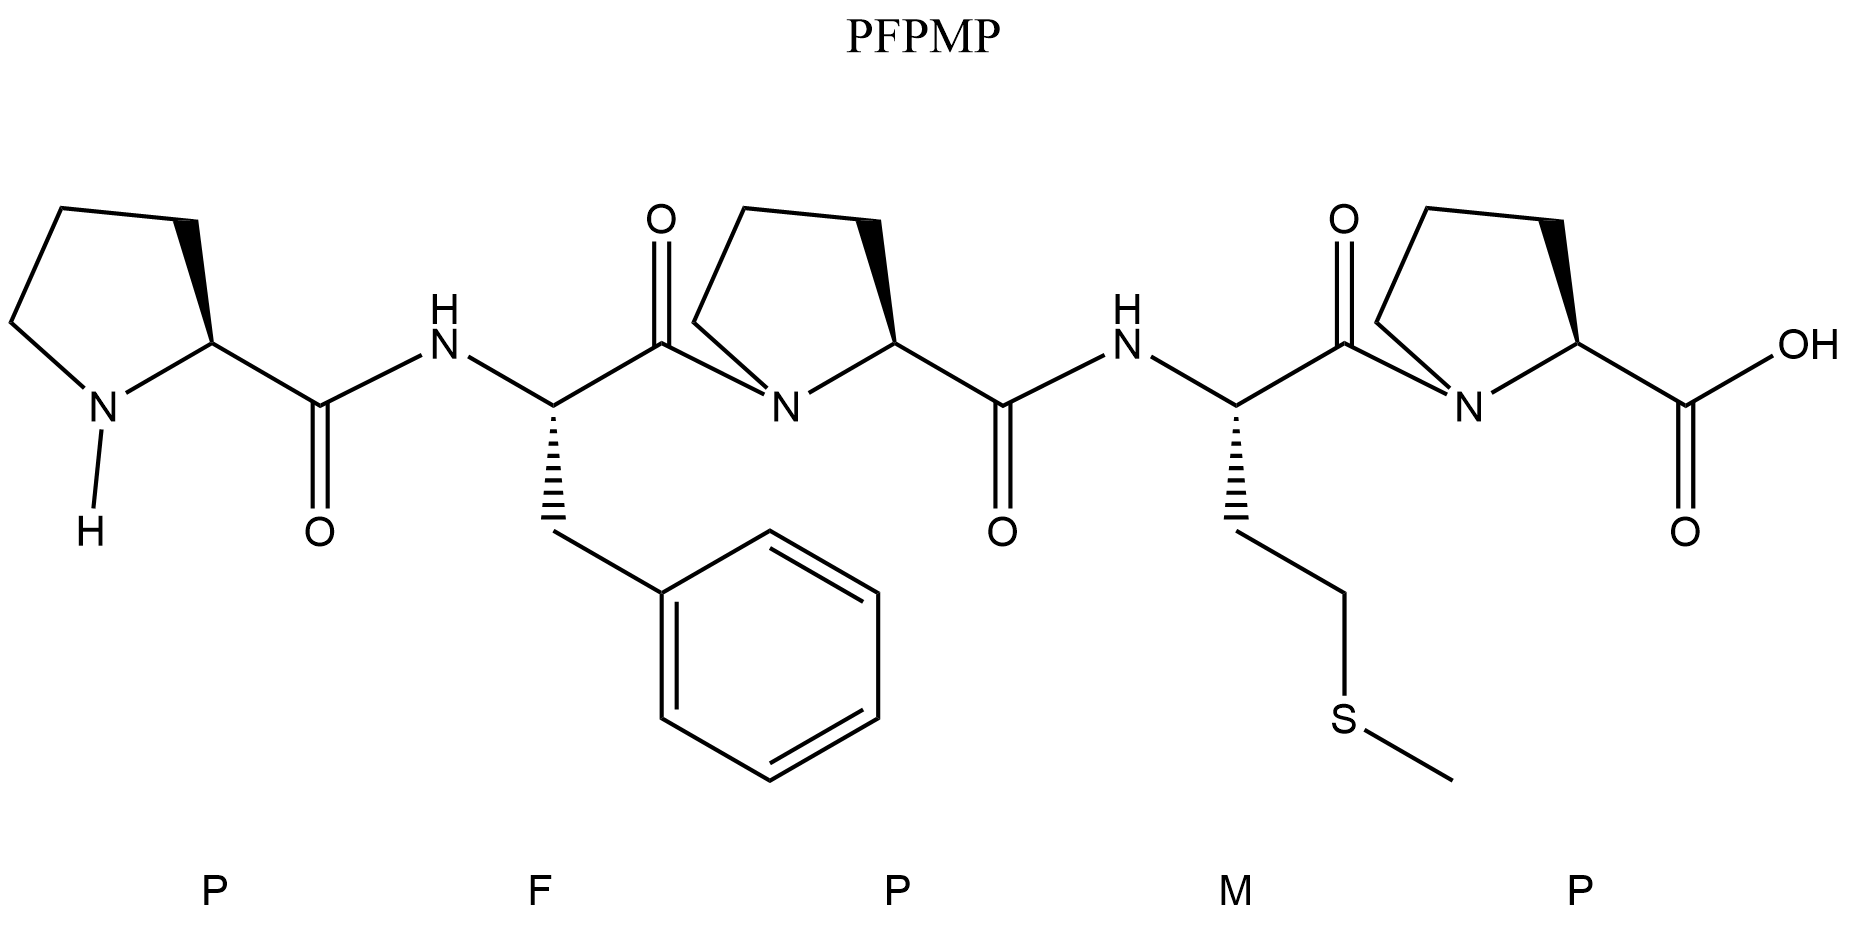 PFPMP
O O
H H
N N OH
N N N
H O O O
S
P F P M P